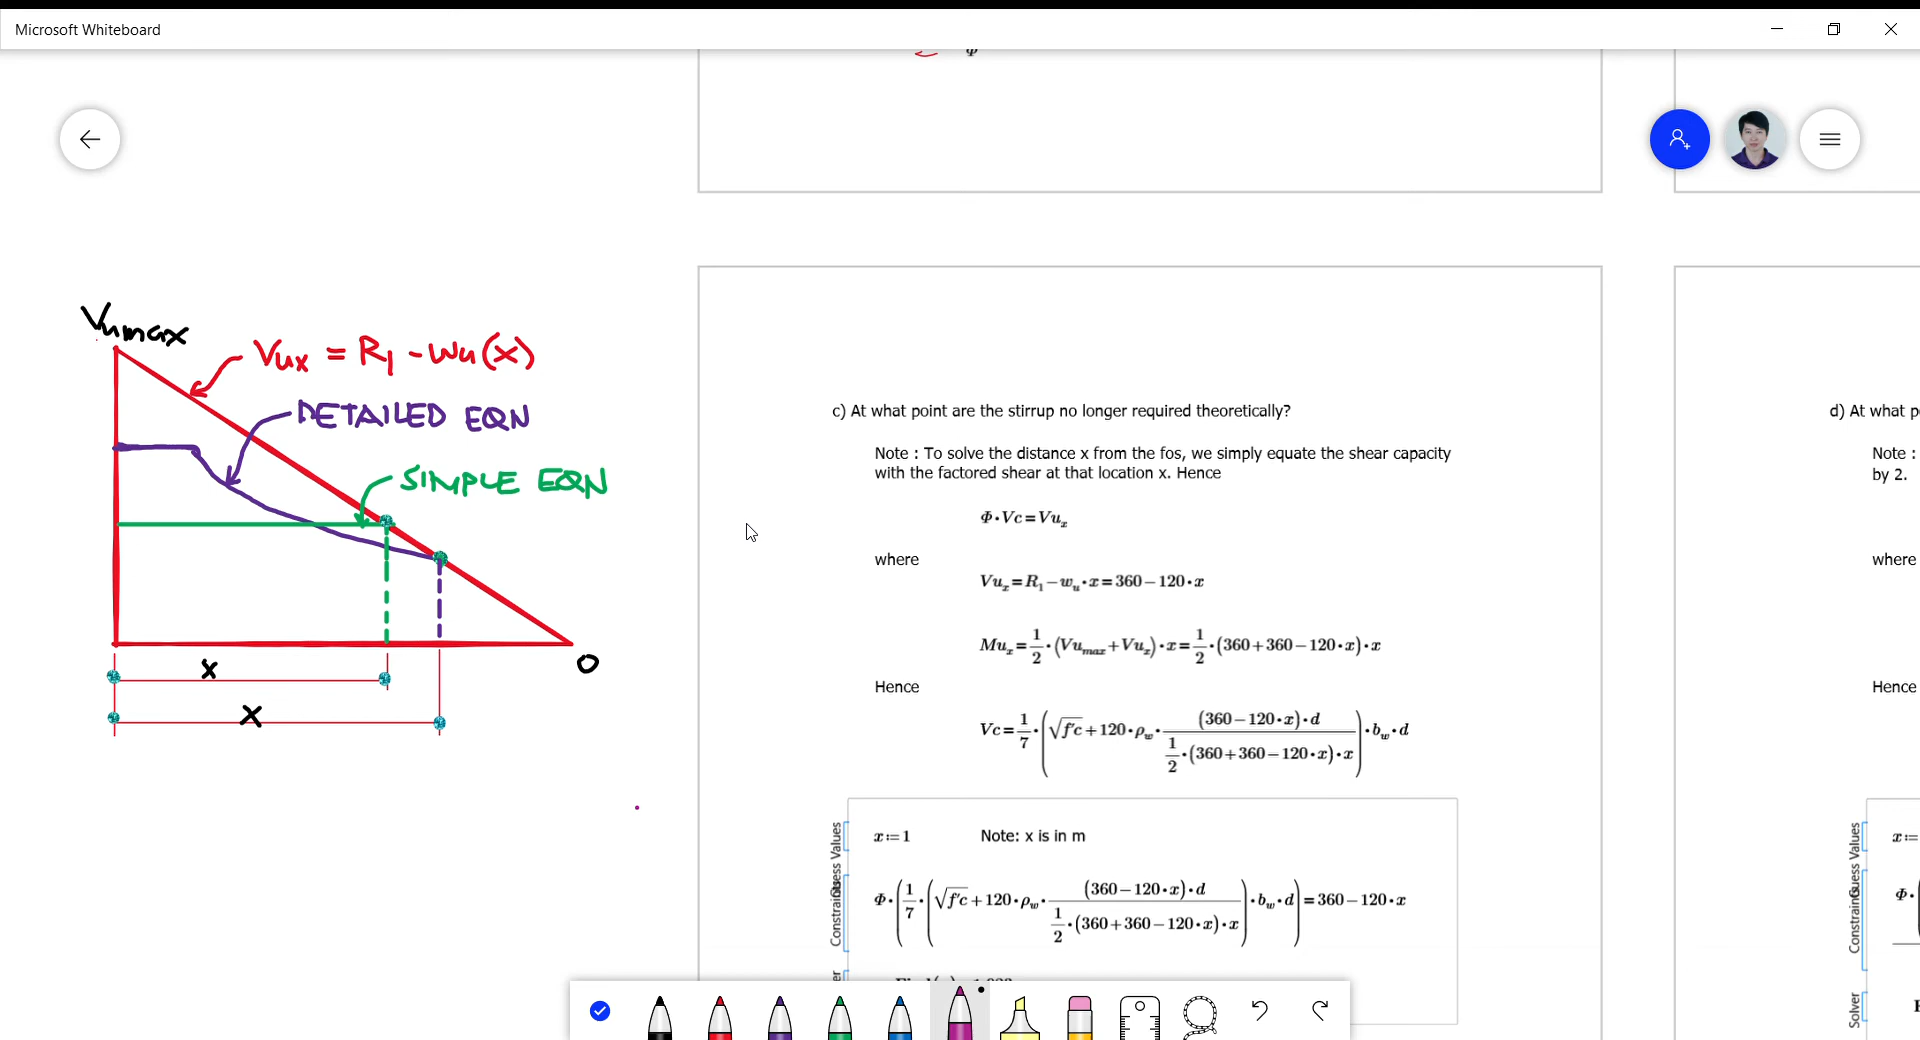 Microsoft Whiteboard
Φ
Vumax
Vux = R1 - wu(x)
DETAILED EQN
SIMPLE EQN
0
x
x
c) At what point are the stirrup no longer required theoretically?
Note : To solve the distance x from the fos, we simply equate the shear capacity
with the factored shear at that location x. Hence
Φ·Vc=Vuₓ
where
Vuₓ=R₁−wᵤ·x=360−120·x
Muₓ=1/2·(Vuₘₐₓ+Vuₓ)·x=1/2·(360+360−120·x)·x
Hence
Vc=1/7·(√f'c+120·ρw·((360−120·x)·d)/(1/2·(360+360−120·x)·x))·bw·d
Guess Values
x:=1 Note: x is in m
Constraints
Φ·(1/7·(√f'c+120·ρw·((360−120·x)·d)/(1/2·(360+360−120·x)·x))·bw·d)=360−120·x
er
d) At what p
Note :
by 2.
where
Hence
Guess Values
x:=
Constraints
Φ·
Solver